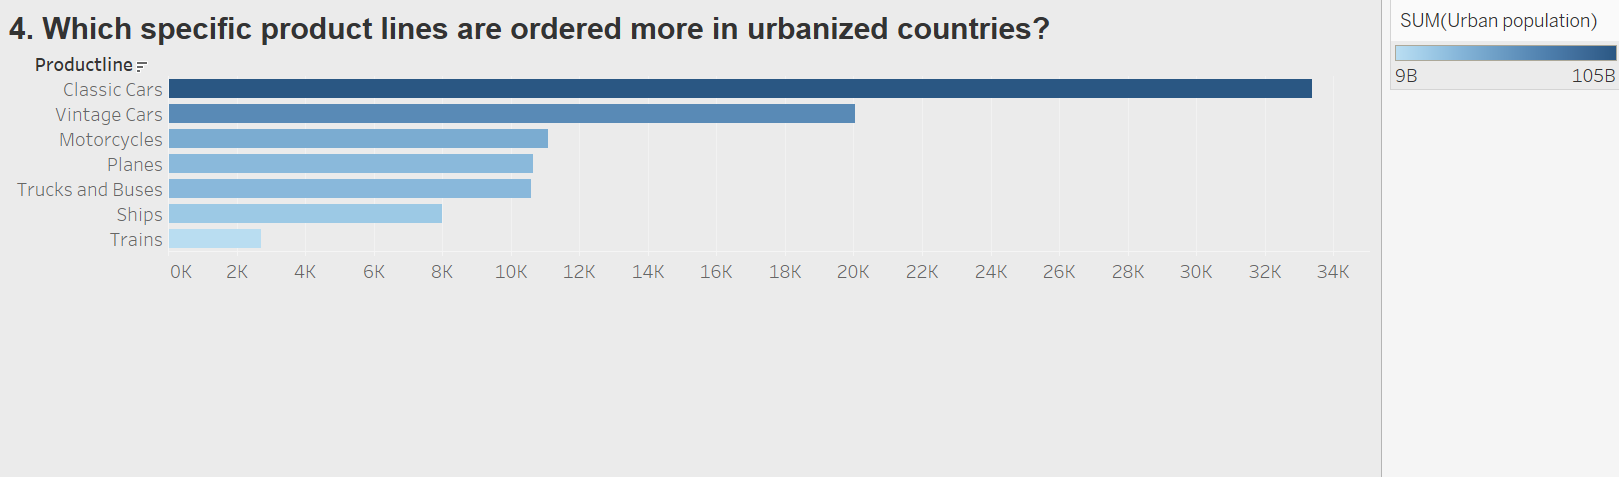 4. Which specific product lines are ordered more in urbanized countries?
Productline
Classic Cars
Vintage Cars
Motorcycles
Planes
Trucks and Buses
Ships
Trains
0K 2K 4K 6K 8K 10K 12K 14K 16K 18K 20K 22K 24K 26K 28K 30K 32K 34K
SUM(Urban population)
9B 105B